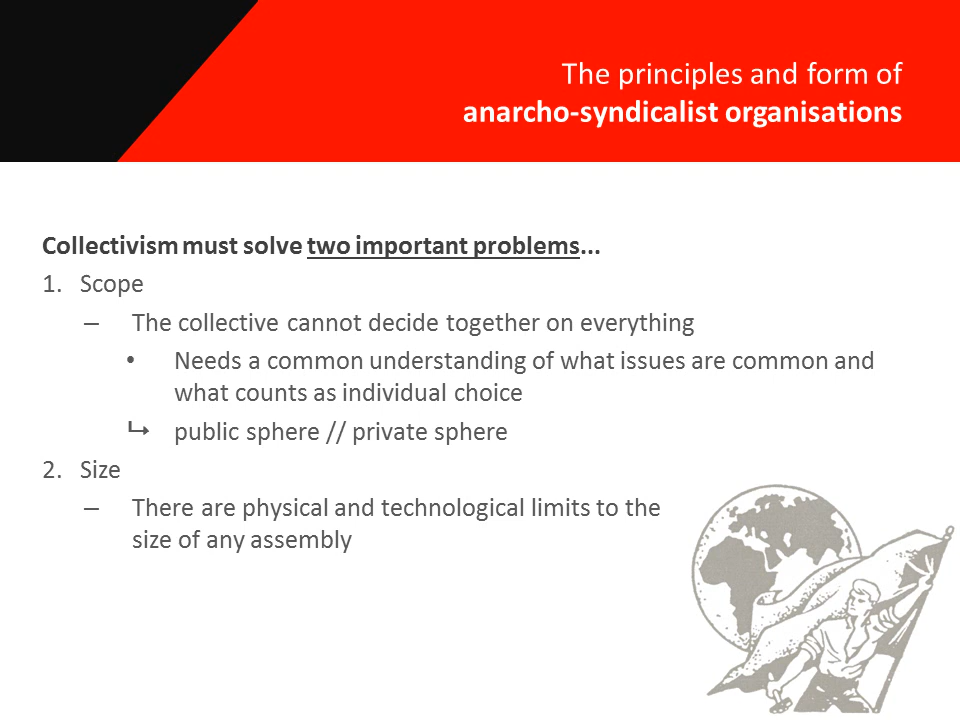 The principles and form of
anarcho-syndicalist organisations
Collectivism must solve two important problems...
1. Scope
– The collective cannot decide together on everything
• Needs a common understanding of what issues are common and
what counts as individual choice
↳ public sphere // private sphere
2. Size
– There are physical and technological limits to the
size of any assembly